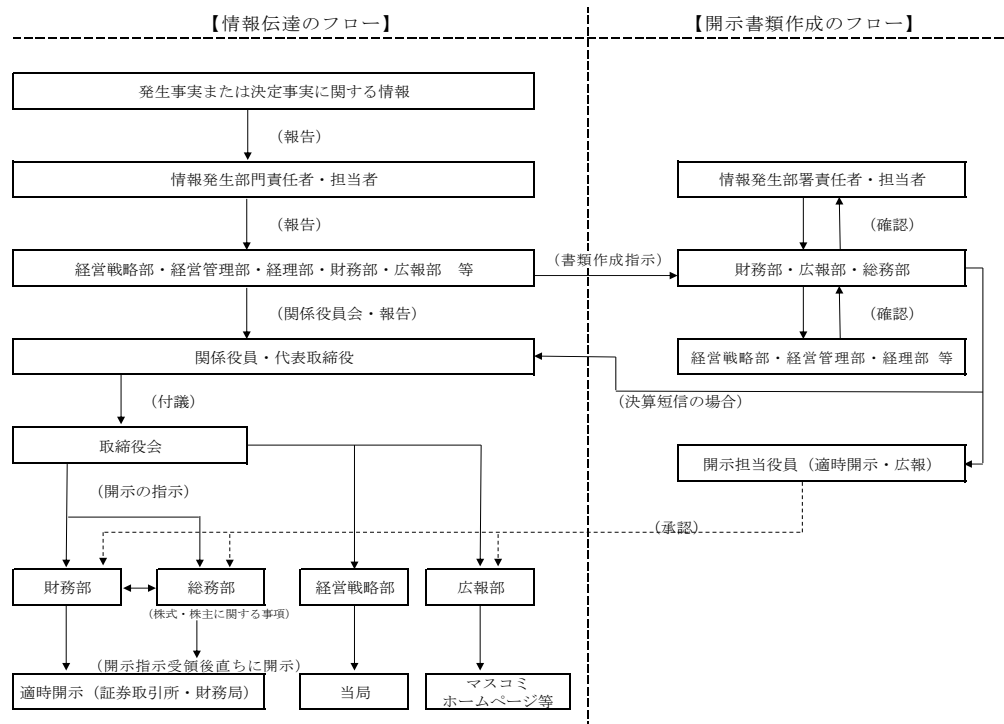 【情報伝達のフロー】
【開示書類作成のフロー】
発生事実または決定事実に関する情報
（報告）
情報発生部門責任者・担当者
情報発生部署責任者・担当者
（報告）
（確認）
経営戦略部・経営管理部・経理部・財務部・広報部　等
（書類作成指示）
財務部・広報部・総務部
（関係役員会・報告）
（確認）
関係役員・代表取締役
経営戦略部・経営管理部・経理部 等
（付議）
（決算短信の場合）
取締役会
開示担当役員（適時開示・広報）
（開示の指示）
（承認）
財務部
総務部
経営戦略部
広報部
（株式・株主に関する事項）
（開示指示受領後直ちに開示）
適時開示（証券取引所・財務局）
当局
マスコミ
ホームページ等